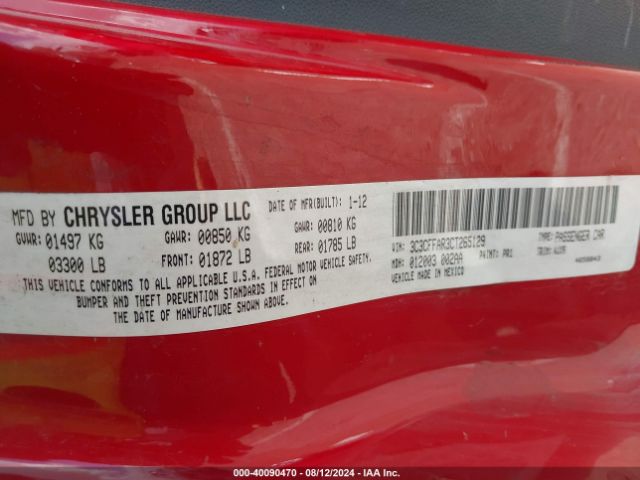 MFD BY CHRYSLER GROUP LLC
DATE OF MFR(BUILT): 1-12
GVWR: 01497 KG
GAWR: 00850 KG
GAWR: 00810 KG
03300 LB
FRONT: 01872 LB
REAR: 01785 LB
THIS VEHICLE CONFORMS TO ALL APPLICABLE U.S.A. FEDERAL MOTOR VEHICLE SAFETY,
BUMPER AND THEFT PREVENTION STANDARDS IN EFFECT ON
THE DATE OF MANUFACTURE SHOWN ABOVE.
VIN: 3C3CFFAR3CT265129
TYPE: PASSENGER CAR
MDH: 012003 002AA
PAINT: PR1
TRIM:
VEHICLE MADE IN MEXICO
000-40090470 - 08/12/2024 - IAA Inc.